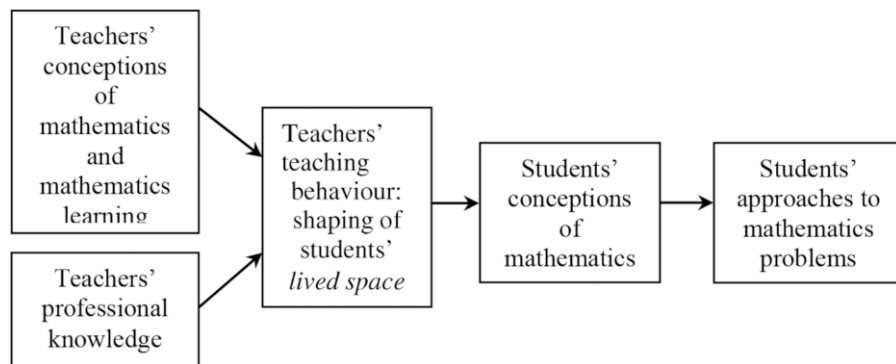 Teachers’
conceptions
of
mathematics
and
mathematics
learning
Teachers’
professional
knowledge
Teachers’
teaching
behaviour:
shaping of
students’
lived space
Students’
conceptions
of
mathematics
Students’
approaches to
mathematics
problems